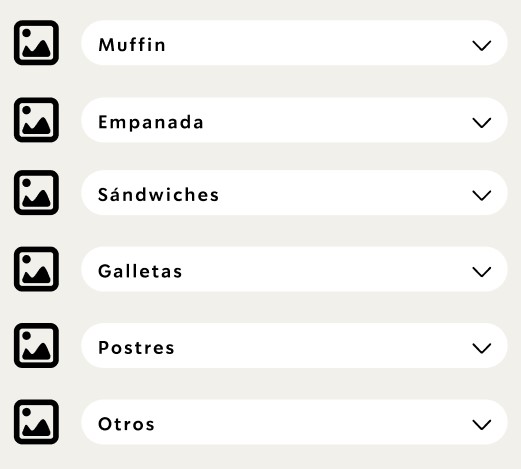 Muffin
Empanada
Sándwiches
Galletas
Postres
Otros